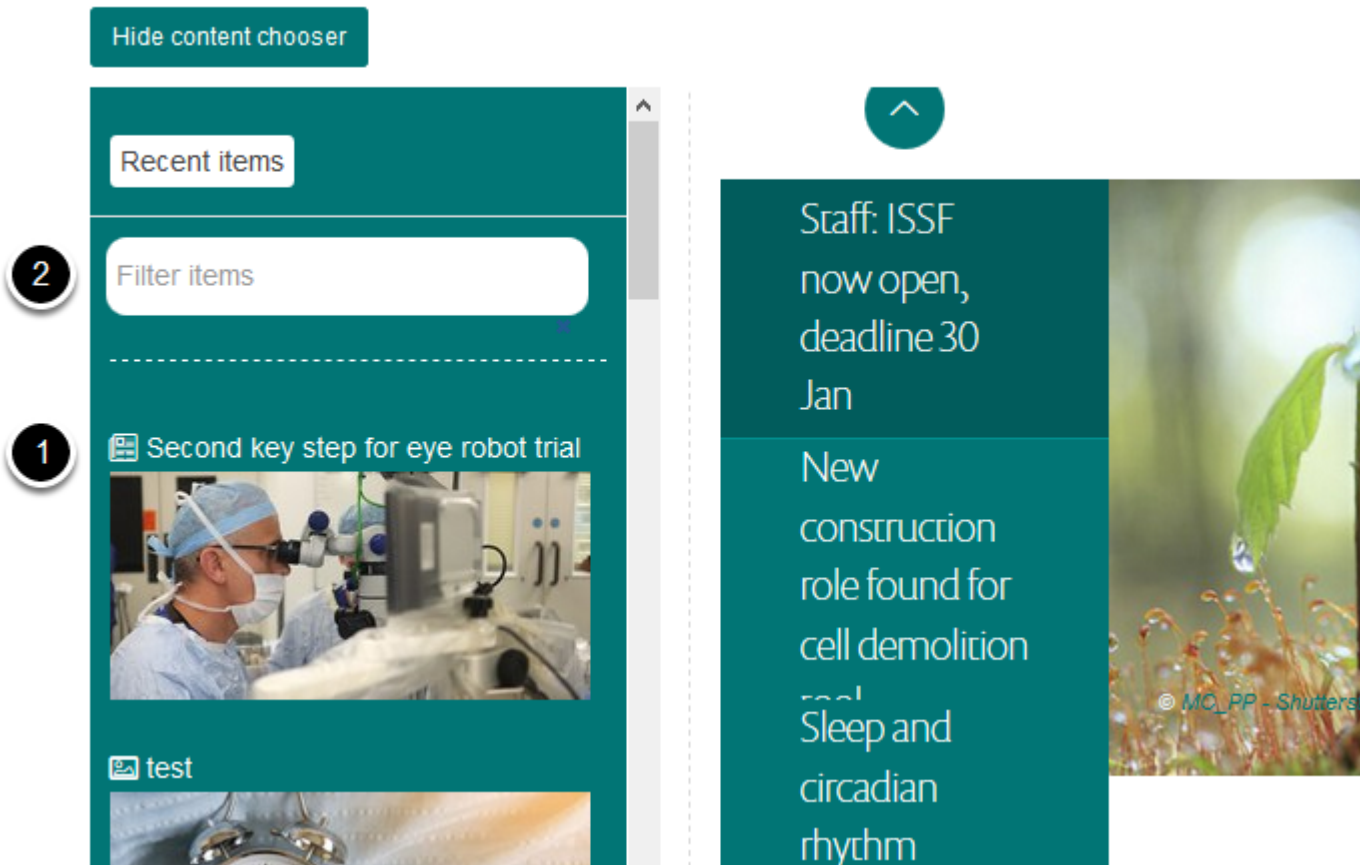 Hide content chooser
Recent items
2
Filter items
1
Second key step for eye robot trial
test
Staff: ISSF
now open,
deadline 30
Jan
New
construction
role found for
cell demolition
Sleep and
circadian
rhythm
© MC_PP - Shutters